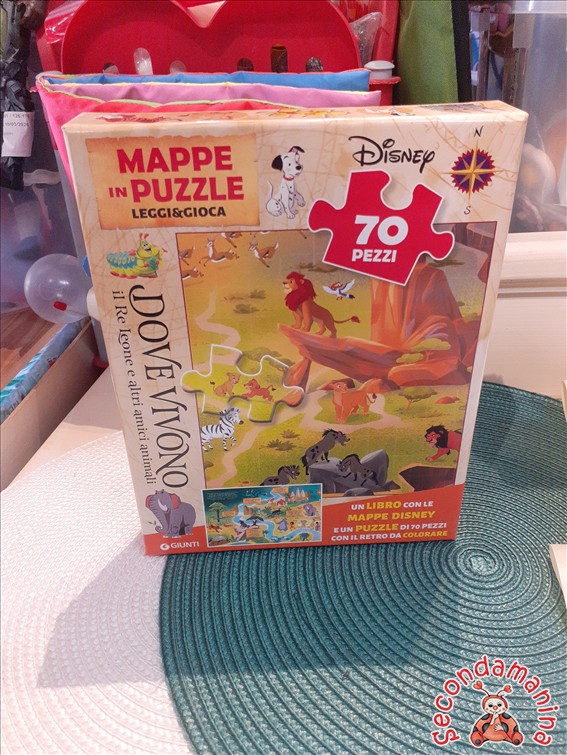 MAPPE
IN PUZZLE
LEGGI&GIOCA
Disney
N
S
70
PEZZI
DOVE VIVONO
il Re leone e altri amici animali
UN LIBRO CON LE
MAPPE DISNEY
E UN PUZZLE DI 70 PEZZI
CON IL RETRO DA COLORARE
GIUNTI
secondamanina